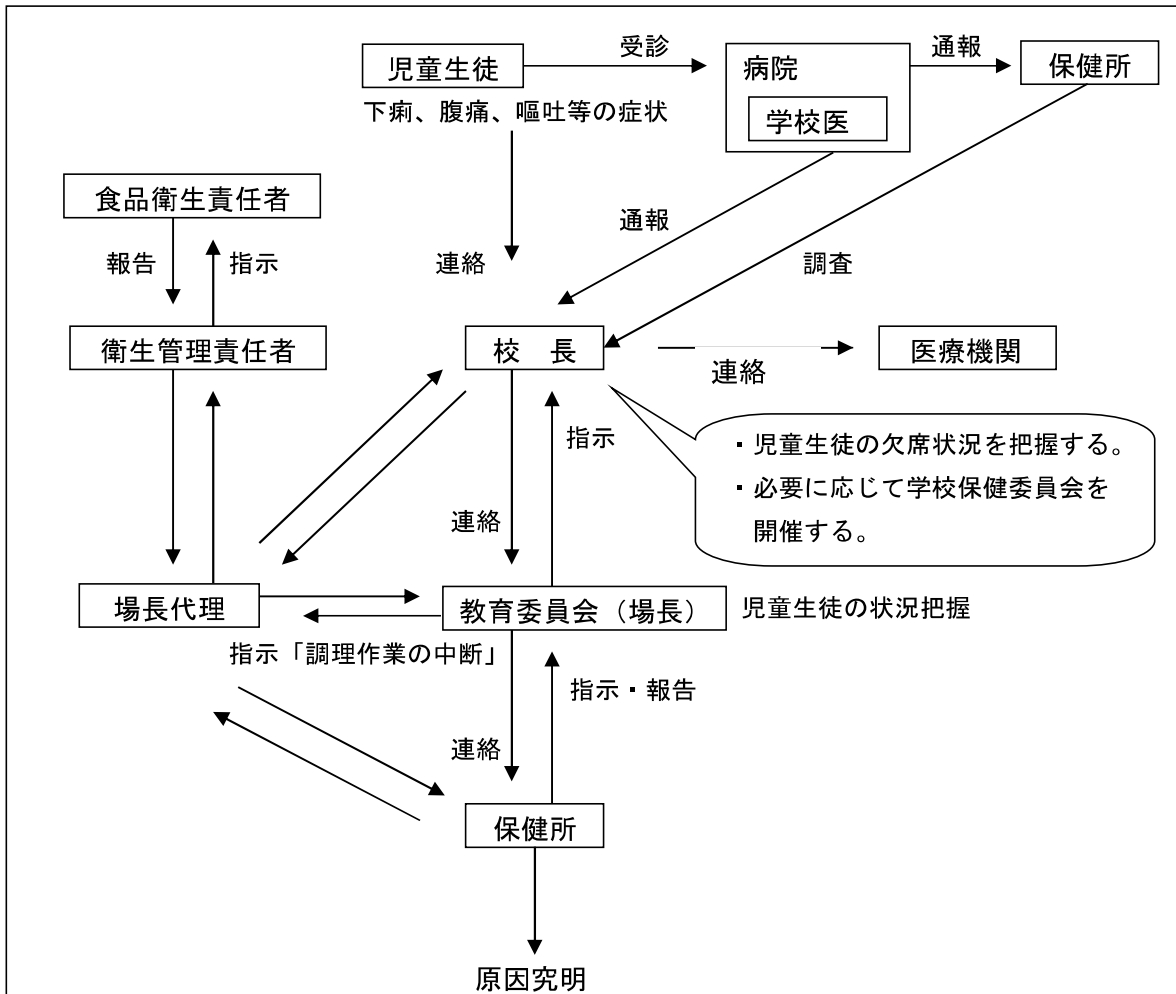 児童生徒
受診
病院
学校医
通報
保健所
下痢、腹痛、嘔吐等の症状
食品衛生責任者
報告
指示
連絡
通報
調査
衛生管理責任者
校　長
連絡
医療機関
指示
・児童生徒の欠席状況を把握する。
・必要に応じて学校保健委員会を
開催する。
連絡
場長代理
教育委員会（場長）
児童生徒の状況把握
指示「調理作業の中断」
指示・報告
連絡
保健所
原因究明